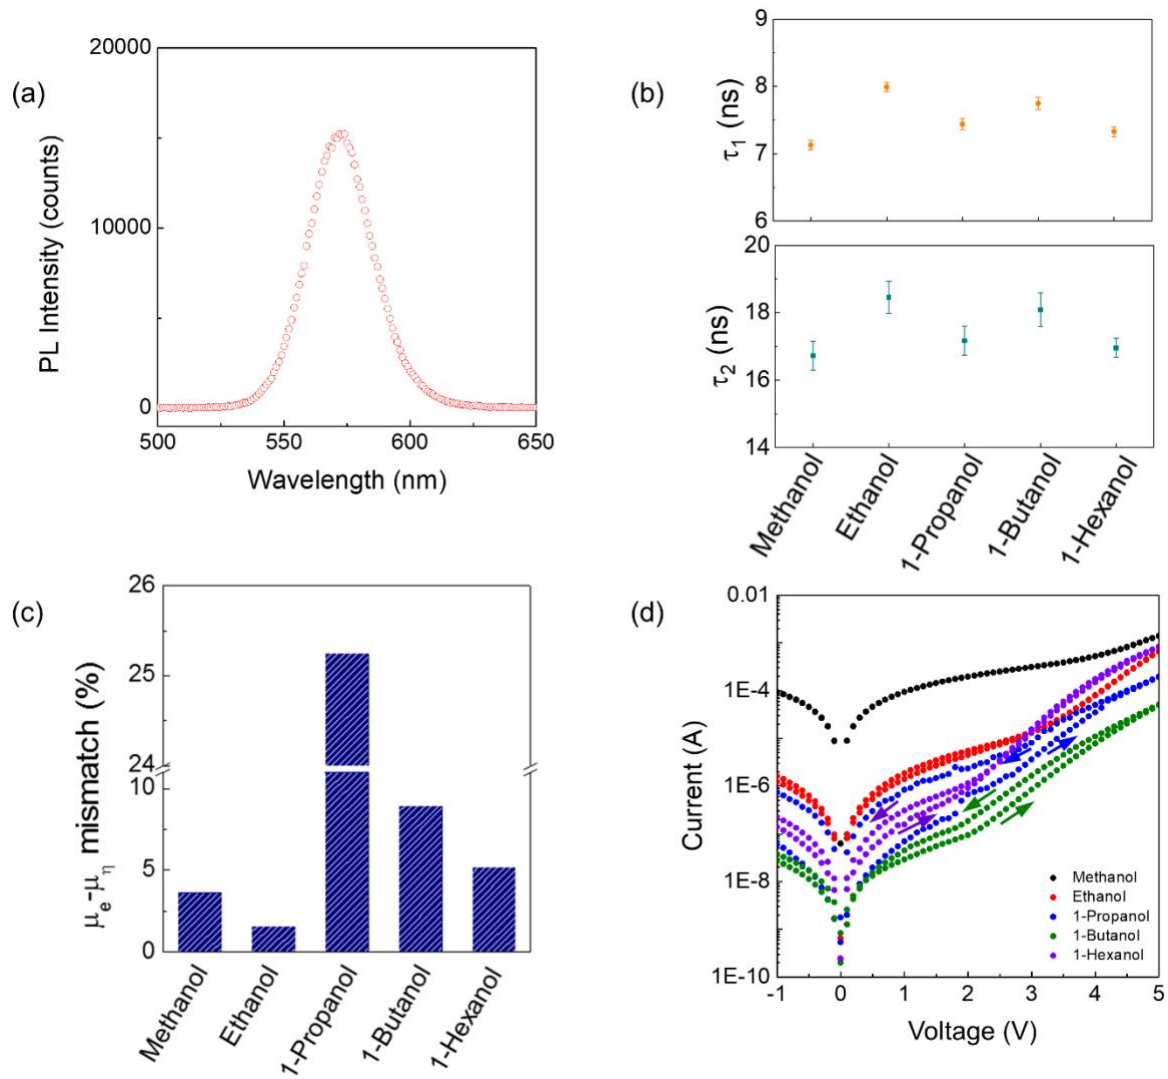 (a)
20000
10000
0
PL Intensity (counts)
500
550
600
650
Wavelength (nm)
(b)
9
8
7
6
τ1 (ns)
20
18
16
14
τ2 (ns)
Methanol
Ethanol
1-Propanol
1-Butanol
1-Hexanol
(c)
26
25
24
10
5
0
μe-μη mismatch (%)
Methanol
Ethanol
1-Propanol
1-Butanol
1-Hexanol
(d)
0.01
1E-4
1E-6
1E-8
1E-10
Current (A)
Methanol
Ethanol
1-Propanol
1-Butanol
1-Hexanol
-1
0
1
2
3
4
5
Voltage (V)